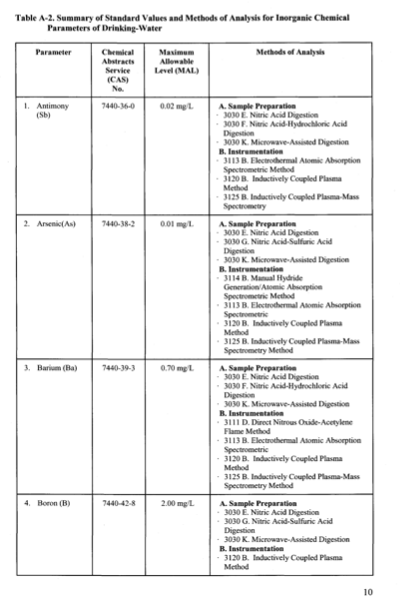 Table A-2. Summary of Standard Values and Methods of Analysis for Inorganic Chemical
Parameters of Drinking-Water
Parameter
Chemical
Abstracts
Service
(CAS)
No.
Maximum
Allowable
Level (MAL)
Methods of Analysis
1. Antimony
(Sb)
7440-36-0
0.02 mg/L
A. Sample Preparation
- 3030 E. Nitric Acid Digestion
- 3030 F. Nitric Acid-Hydrochloric Acid
Digestion
- 3030 K. Microwave-Assisted Digestion
B. Instrumentation
- 3113 B. Electrothermal Atomic Absorption
Spectrometric Method
- 3120 B. Inductively Coupled Plasma
Method
- 3125 B. Inductively Coupled Plasma-Mass
Spectrometry
2. Arsenic(As)
7440-38-2
0.01 mg/L
A. Sample Preparation
- 3030 E. Nitric Acid Digestion
- 3030 G. Nitric Acid-Sulfuric Acid
Digestion
- 3030 K. Microwave-Assisted Digestion
B. Instrumentation
- 3114 B. Manual Hydride
Generation/Atomic Absorption
Spectrometric Method
- 3113 B. Electrothermal Atomic Absorption
Spectrometric
- 3120 B. Inductively Coupled Plasma
Method
- 3125 B. Inductively Coupled Plasma-Mass
Spectrometry Method
3. Barium (Ba)
7440-39-3
0.70 mg/L
A. Sample Preparation
- 3030 E. Nitric Acid Digestion
- 3030 F. Nitric Acid-Hydrochloric Acid
Digestion
- 3030 K. Microwave-Assisted Digestion
B. Instrumentation
- 3111 D. Direct Nitrous Oxide-Acetylene
Flame Method
- 3113 B. Electrothermal Atomic Absorption
Spectrometric
- 3120 B. Inductively Coupled Plasma
Method
- 3125 B. Inductively Coupled Plasma-Mass
Spectrometry Method
4. Boron (B)
7440-42-8
2.00 mg/L
A. Sample Preparation
- 3030 E. Nitric Acid Digestion
- 3030 G. Nitric Acid-Sulfuric Acid
Digestion
- 3030 K. Microwave-Assisted Digestion
B. Instrumentation
- 3120 B. Inductively Coupled Plasma
Method
10